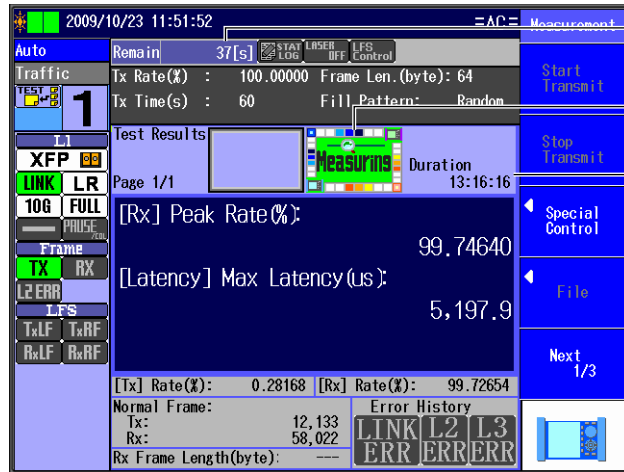 2009/10/23 11:51:52 =AC= Measurement
Auto
Remain 37[s] STAT LOG LASER OFF LFS Control
Traffic
Tx Rate(%) : 100.00000 Frame Len.(byte): 64
Tx Time(s) : 60 Fill Pattern: Random
TEST 1
Start Transmit
Test Results
Page 1/1
Measuring
Duration
13:16:16
Stop Transmit
L1
XFP
LINK LR
10G FULL
PAUSE/COL
Frame
TX RX
L2 ERR
LFS
TxLF TxRF
RxLF RxRF
[Rx] Peak Rate(%):
99.74640
[Latency] Max Latency(us):
5,197.9
Special Control
File
Next 1/3
[Tx] Rate(%): 0.28168 [Rx] Rate(%): 99.72654
Normal Frame:
Tx: 12,133
Rx: 58,022
Rx Frame Length(byte): ---
Error History
LINK ERR L2 ERR L3 ERR